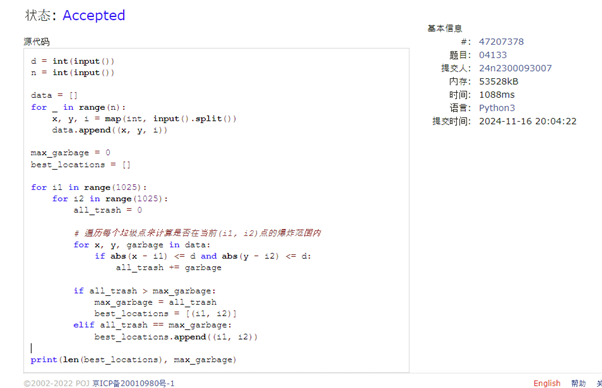 状态: Accepted
源代码
d = int(input())
n = int(input())
data = []
for _ in range(n):
    x, y, i = map(int, input().split())
    data.append((x, y, i))
max_garbage = 0
best_locations = []
for i1 in range(1025):
    for i2 in range(1025):
        all_trash = 0
        # 遍历每个垃圾点来计算是否在当前(i1, i2)点的爆炸范围内
        for x, y, garbage in data:
            if abs(x - i1) <= d and abs(y - i2) <= d:
                all_trash += garbage
        if all_trash > max_garbage:
            max_garbage = all_trash
            best_locations = [(i1, i2)]
        elif all_trash == max_garbage:
            best_locations.append((i1, i2))
print(len(best_locations), max_garbage)
基本信息
#: 47207378
题目: 04133
提交人: 24n2300093007
内存: 53528kB
时间: 1088ms
语言: Python3
提交时间: 2024-11-16 20:04:22
©2002-2022 POJ 京ICP备20010980号-1
English 帮助